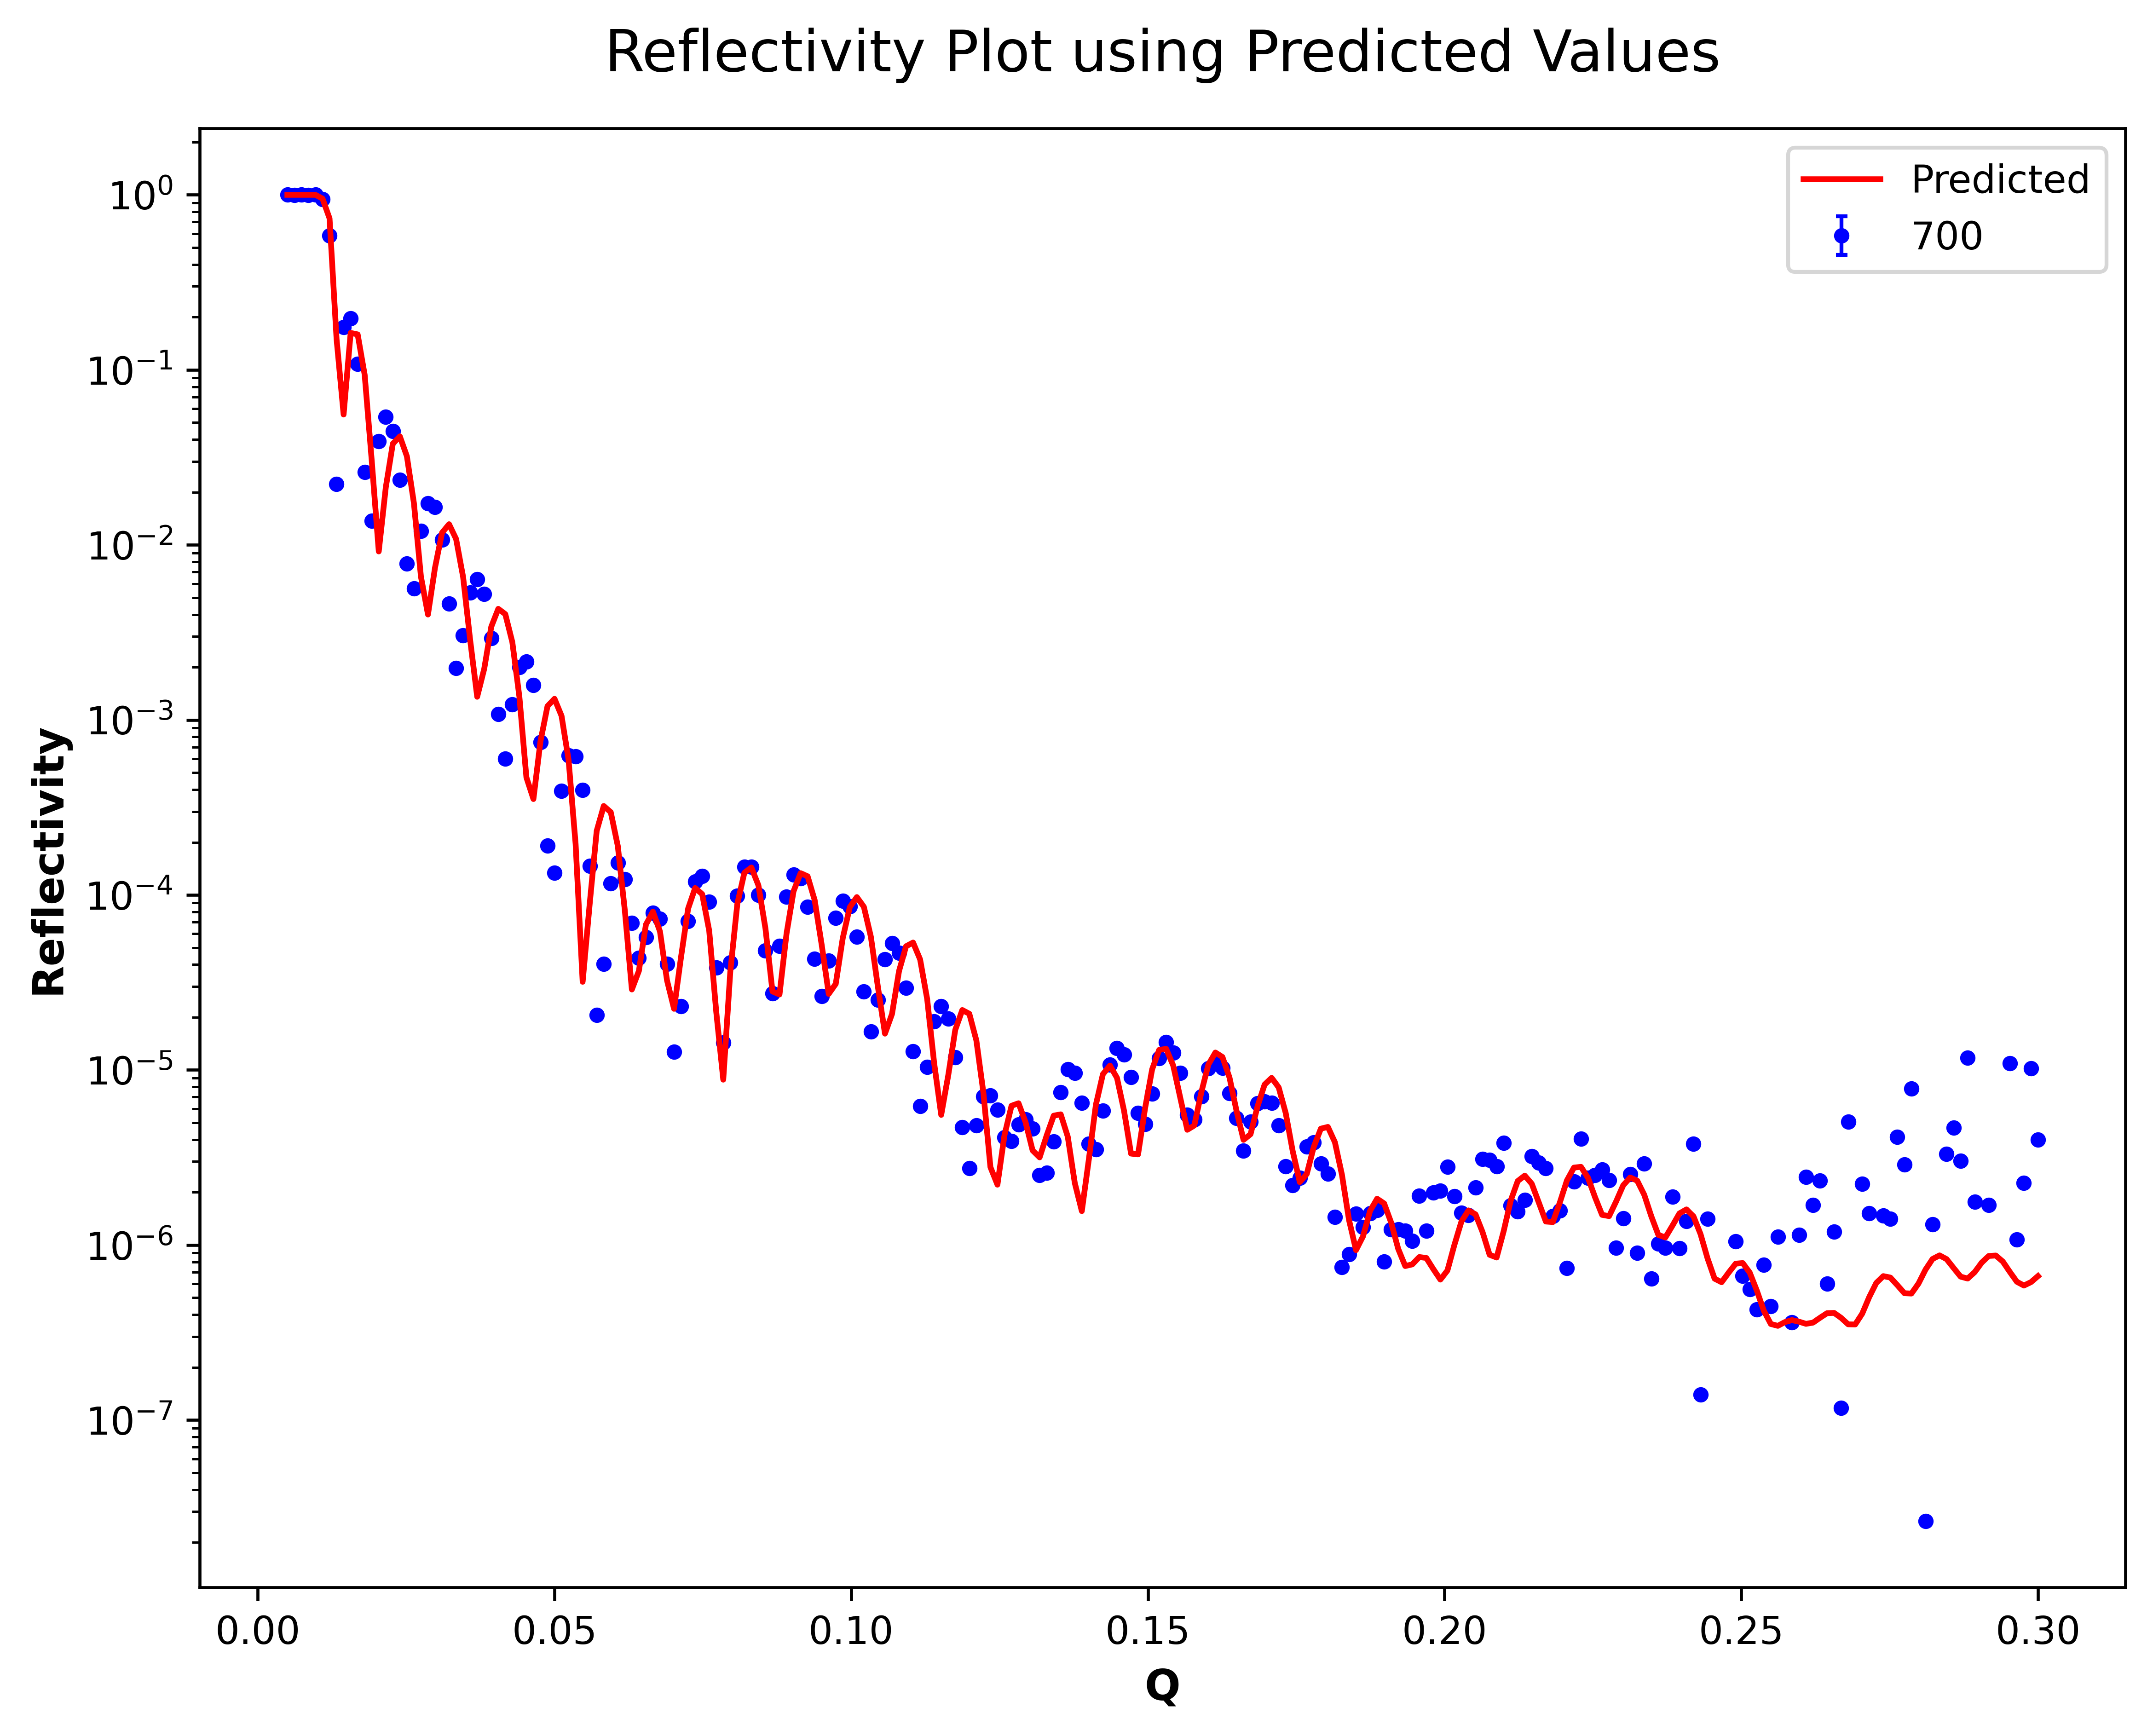 Reflectivity Plot using Predicted Values
Predicted
700
10⁰
10⁻¹
10⁻²
10⁻³
10⁻⁴
10⁻⁵
10⁻⁶
10⁻⁷
Reflectivity
0.00 0.05 0.10 0.15 0.20 0.25 0.30
Q